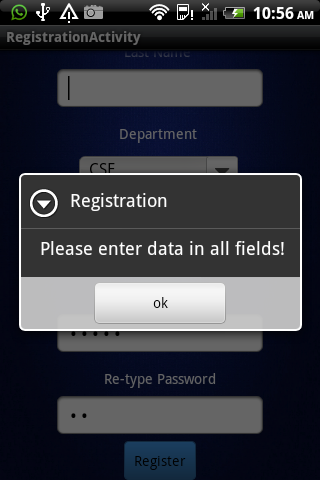 10:56 AM
RegistrationActivity
Last Name
Department
CSE
Registration
Please enter data in all fields!
ok
Re-type Password
Register